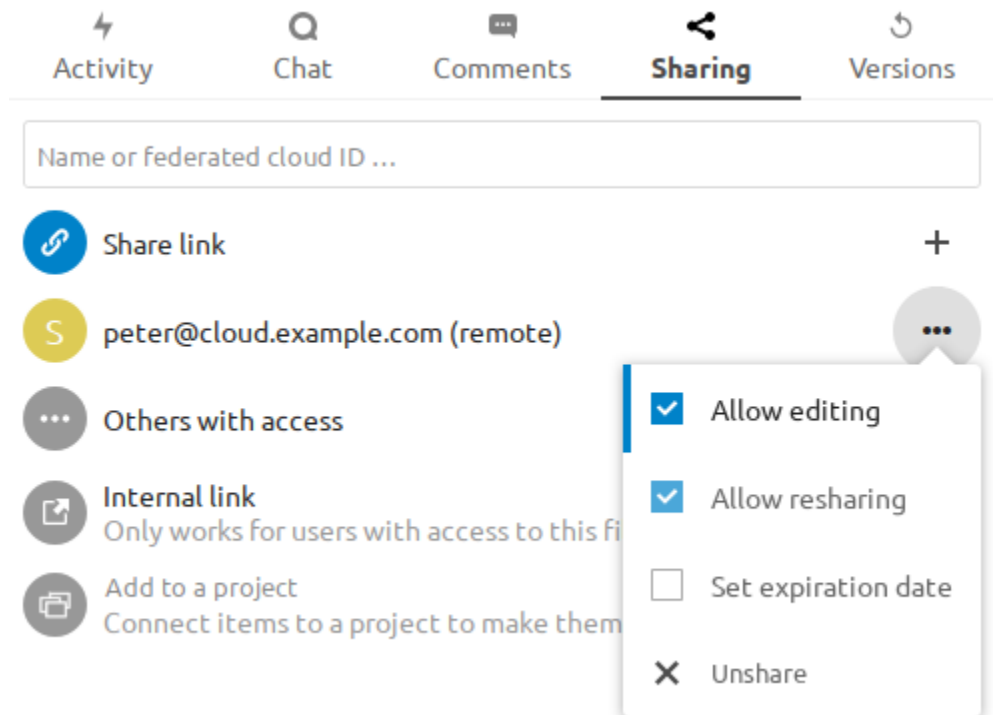 Activity
Chat
Comments
Sharing
Versions
Name or federated cloud ID ...
Share link
S
peter@cloud.example.com (remote)
Others with access
Allow editing
Internal link
Only works for users with access to this fi
Allow resharing
Add to a project
Connect items to a project to make them
Set expiration date
Unshare